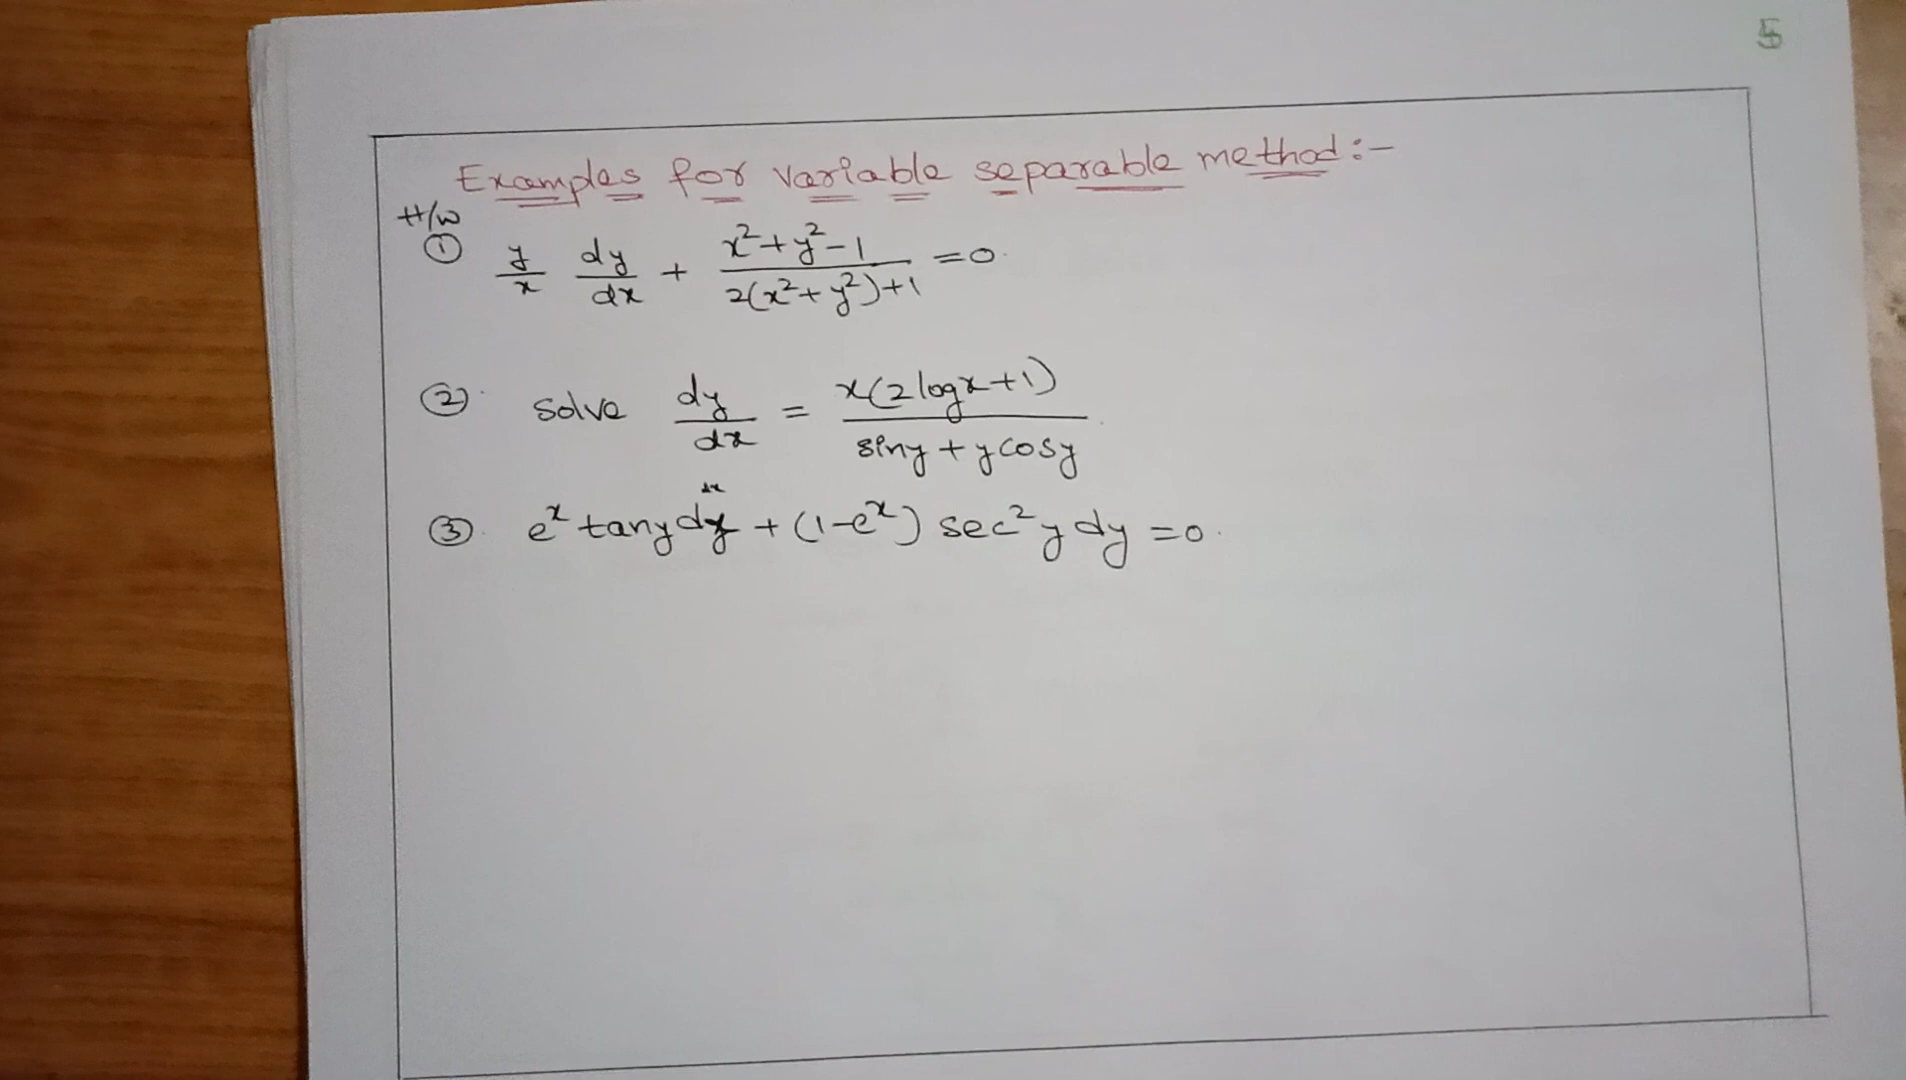 5
Examples for variable separable method:-
H/W
① y/x dy/dx + (x²+y²-1)/(2(x²+y²)+1) =0.
②. solve dy/dx = x(2logx+1)/(siny+ycosy).
dx
③. eˣ tany dy + (1-eˣ) sec²y dy =0.